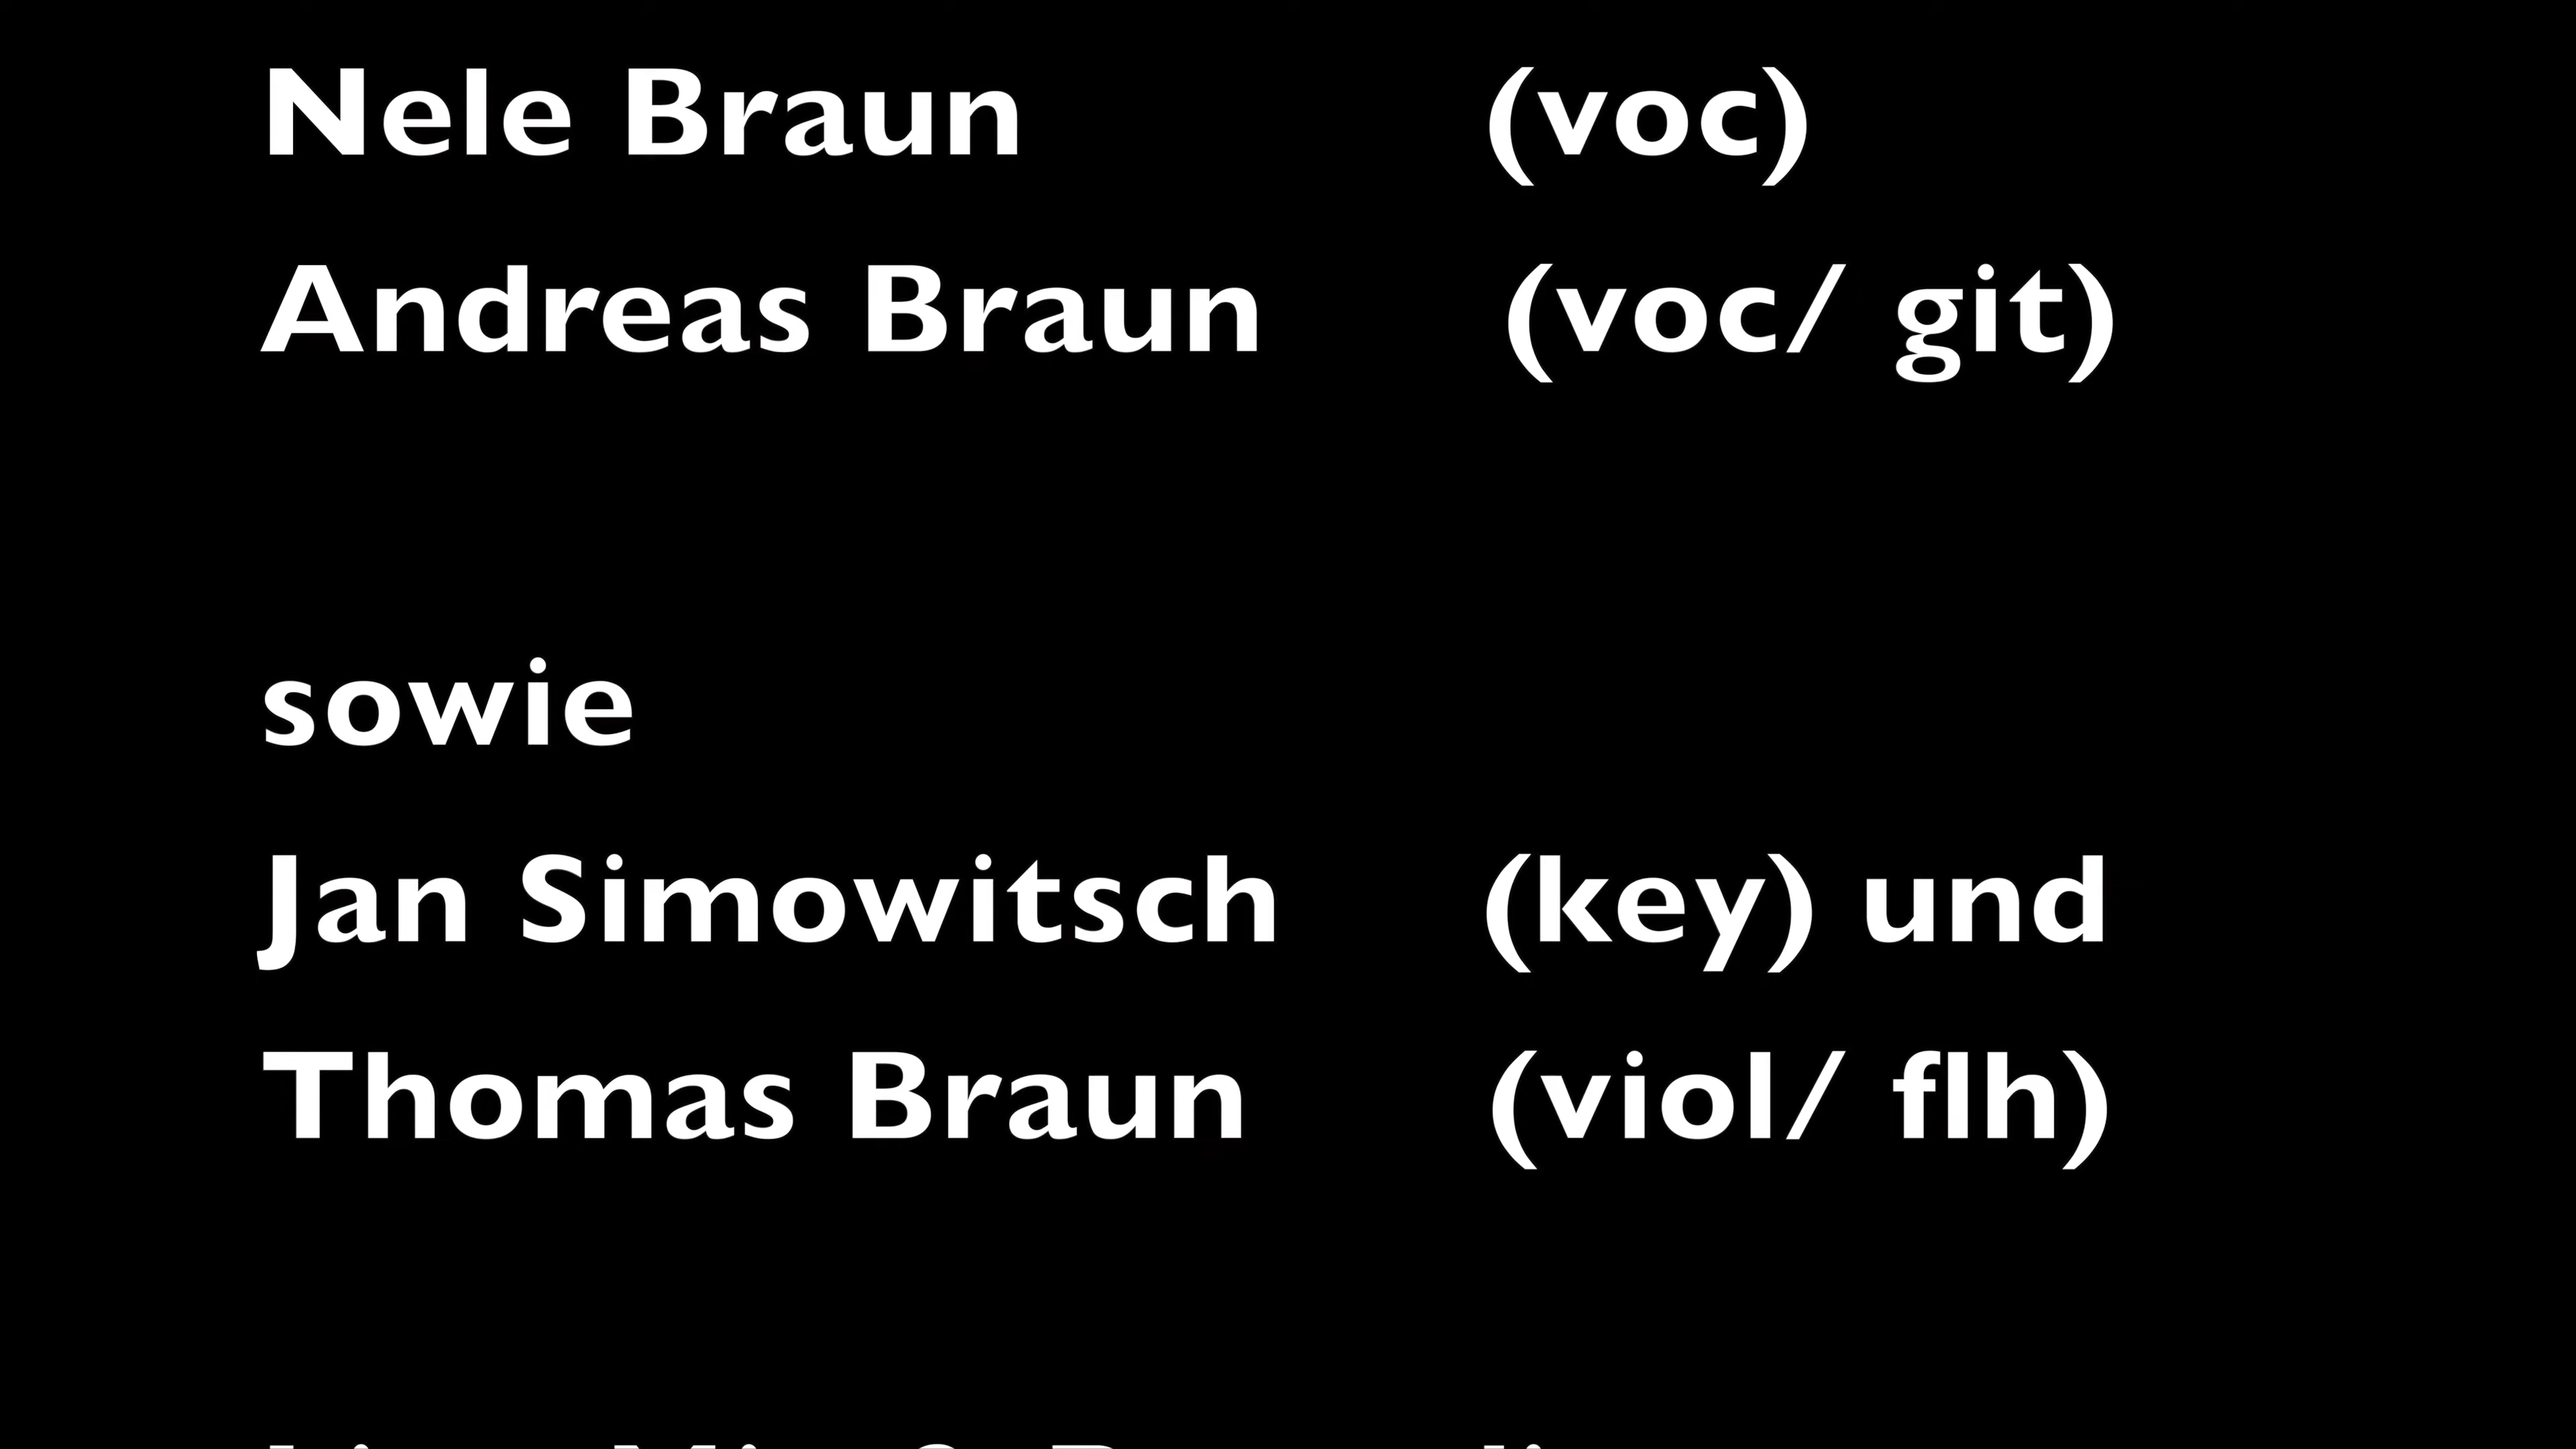 Nele Braun (voc)
Andreas Braun (voc/ git)
sowie
Jan Simowitsch (key) und
Thomas Braun (viol/ flh)